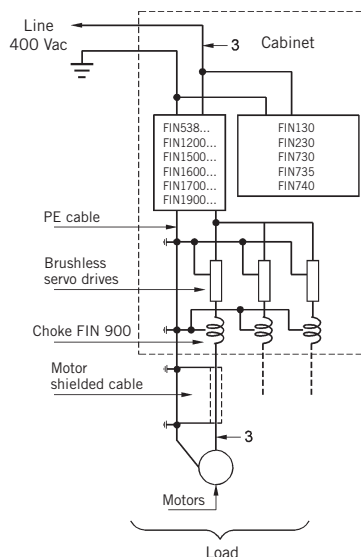 Line
400 Vac
3
Cabinet
FIN538...
FIN1200...
FIN1500...
FIN1600...
FIN1700...
FIN1900...
FIN130
FIN230
FIN730
FIN735
FIN740
PE cable
Brushless
servo drives
Choke FIN 900
Motor
shielded cable
3
Motors
Load